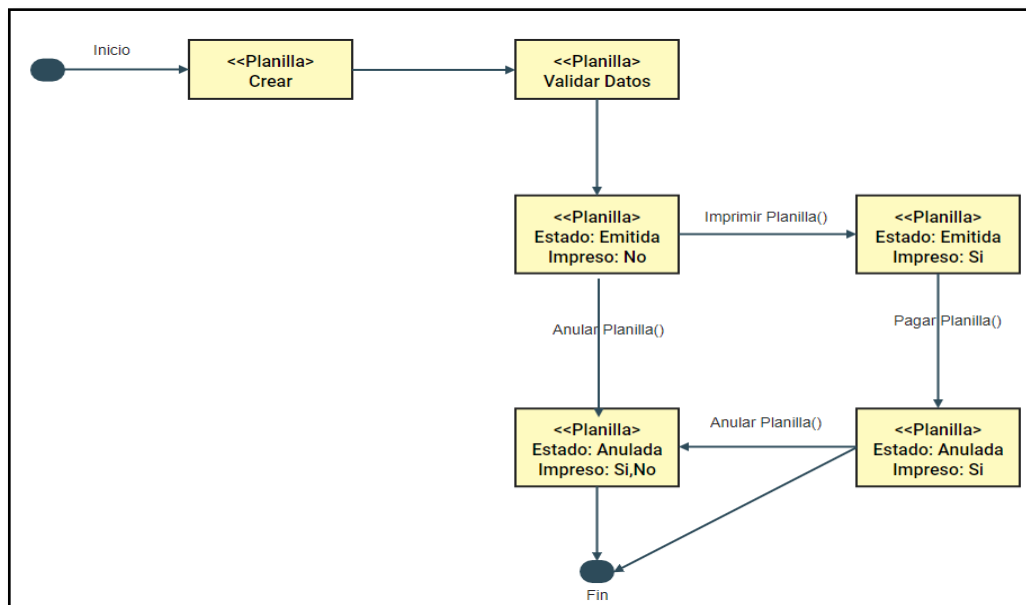 Inicio
<<Planilla>
Crear
<<Planilla>
Validar Datos
<<Planilla>
Estado: Emitida
Impreso: No
Imprimir Planilla()
<<Planilla>
Estado: Emitida
Impreso: Si
Anular Planilla()
Pagar Planilla()
<<Planilla>
Estado: Anulada
Impreso: Si,No
Anular Planilla()
<<Planilla>
Estado: Anulada
Impreso: Si
Fin